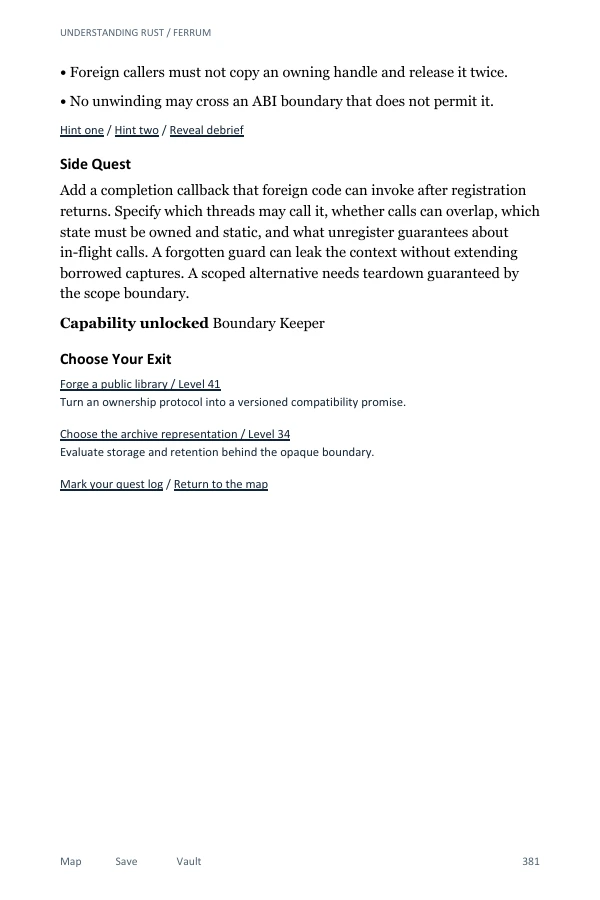 UNDERSTANDING RUST / FERRUM
• Foreign callers must not copy an owning handle and release it twice.
• No unwinding may cross an ABI boundary that does not permit it.
Hint one / Hint two / Reveal debrief
Side Quest
Add a completion callback that foreign code can invoke after registration
returns. Specify which threads may call it, whether calls can overlap, which
state must be owned and static, and what unregister guarantees about
in-flight calls. A forgotten guard can leak the context without extending
borrowed captures. A scoped alternative needs teardown guaranteed by
the scope boundary.
Capability unlocked Boundary Keeper
Choose Your Exit
Forge a public library / Level 41
Turn an ownership protocol into a versioned compatibility promise.
Choose the archive representation / Level 34
Evaluate storage and retention behind the opaque boundary.
Mark your quest log / Return to the map
Map Save Vault 381